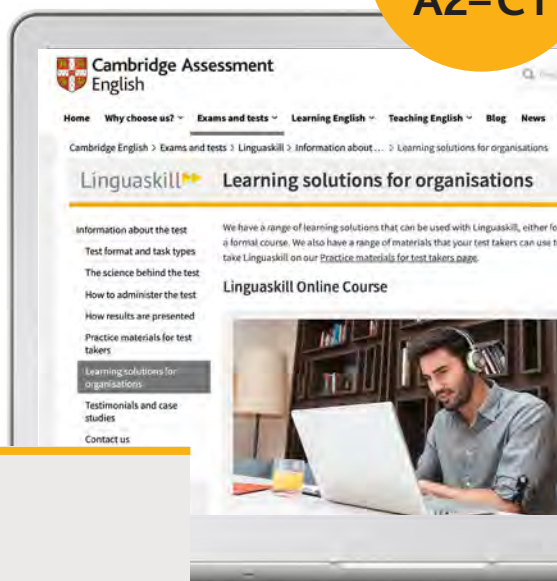 A2–C1
Cambridge Assessment
English
Home Why choose us? Exams and tests Learning English Teaching English Blog News
Cambridge English > Exams and tests > Linguaskill > Information about... > Learning solutions for organisations
Linguaskill
Learning solutions for organisations
Information about the test
Test format and task types
The science behind the test
How to administer the test
How results are presented
Practice materials for test
takers
Learning solutions for
organisations
Testimonials and case
studies
Contact us
We have a range of learning solutions that can be used with Linguaskill, either
a formal course. We also have a range of materials that your test takers can use
take Linguaskill on our Practice materials for test takers page.
Linguaskill Online Course